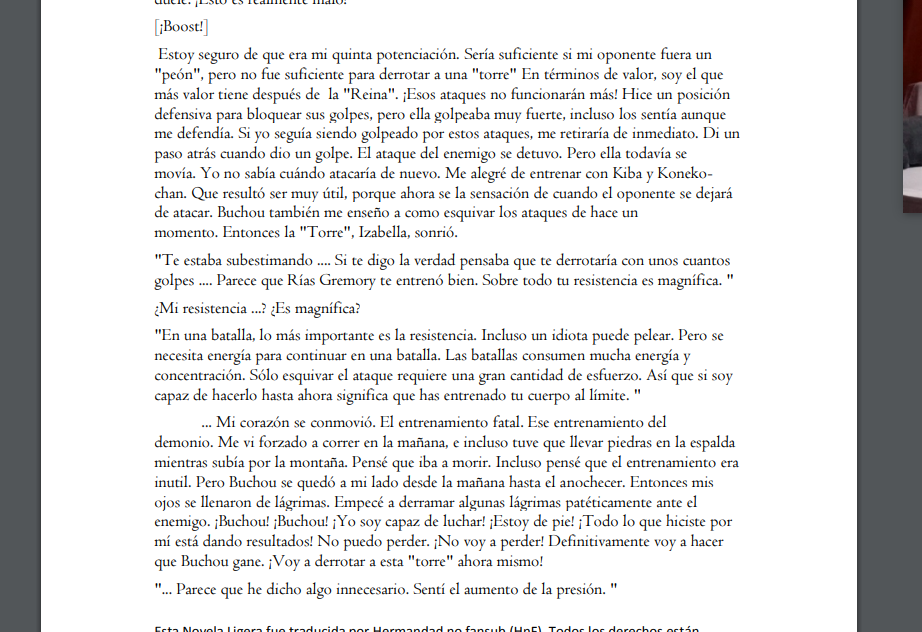 duele. ¡Esto es realmente malo!
[¡Boost!]
Estoy seguro de que era mi quinta potenciación. Sería suficiente si mi oponente fuera un
"peón", pero no fue suficiente para derrotar a una "torre" En términos de valor, soy el que
más valor tiene después de la "Reina". ¡Esos ataques no funcionarán más! Hice un posición
defensiva para bloquear sus golpes, pero ella golpeaba muy fuerte, incluso los sentía aunque
me defendía. Si yo seguía siendo golpeado por estos ataques, me retiraría de inmediato. Di un
paso atrás cuando dio un golpe. El ataque del enemigo se detuvo. Pero ella todavía se
movía. Yo no sabía cuándo atacaría de nuevo. Me alegré de entrenar con Kiba y Koneko-
chan. Que resultó ser muy útil, porque ahora se la sensación de cuando el oponente se dejará
de atacar. Buchou también me enseño a como esquivar los ataques de hace un
momento. Entonces la "Torre", Izabella, sonrió.
"Te estaba subestimando .... Si te digo la verdad pensaba que te derrotaría con unos cuantos
golpes .... Parece que Rías Gremory te entrenó bien. Sobre todo tu resistencia es magnífica. "
¿Mi resistencia ...? ¿Es magnífica?
"En una batalla, lo más importante es la resistencia. Incluso un idiota puede pelear. Pero se
necesita energía para continuar en una batalla. Las batallas consumen mucha energía y
concentración. Sólo esquivar el ataque requiere una gran cantidad de esfuerzo. Así que si soy
capaz de hacerlo hasta ahora significa que has entrenado tu cuerpo al límite. "
... Mi corazón se conmovió. El entrenamiento fatal. Ese entrenamiento del
demonio. Me vi forzado a correr en la mañana, e incluso tuve que llevar piedras en la espalda
mientras subía por la montaña. Pensé que iba a morir. Incluso pensé que el entrenamiento era
inutil. Pero Buchou se quedó a mi lado desde la mañana hasta el anochecer. Entonces mis
ojos se llenaron de lágrimas. Empecé a derramar algunas lágrimas patéticamente ante el
enemigo. ¡Buchou! ¡Buchou! ¡Yo soy capaz de luchar! ¡Estoy de pie! ¡Todo lo que hiciste por
mí está dando resultados! No puedo perder. ¡No voy a perder! Definitivamente voy a hacer
que Buchou gane. ¡Voy a derrotar a esta "torre" ahora mismo!
"... Parece que he dicho algo innecesario. Sentí el aumento de la presión. "
Esta Novela Ligera fue traducida por Hermandad no fansub (HnF). Todos los derechos están